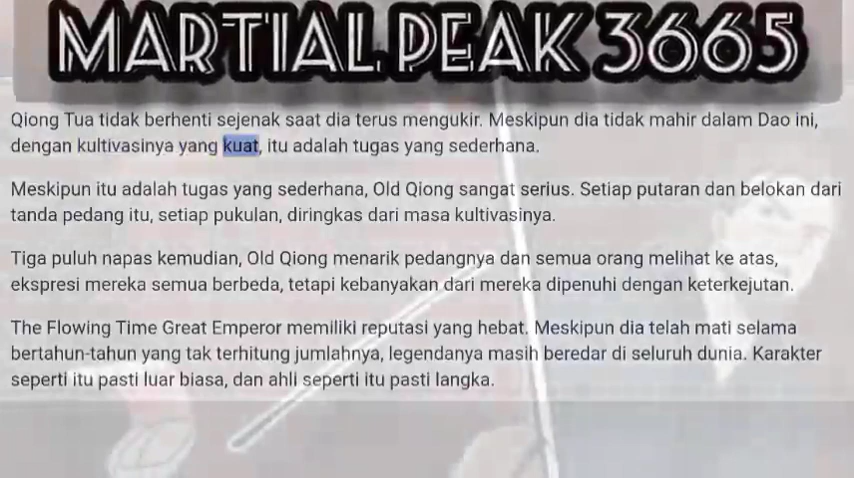 MARTIAL PEAK 3665
Qiong Tua tidak berhenti sejenak saat dia terus mengukir. Meskipun dia tidak mahir dalam Dao ini,
dengan kultivasinya yang kuat, itu adalah tugas yang sederhana.
Meskipun itu adalah tugas yang sederhana, Old Qiong sangat serius. Setiap putaran dan belokan dari
tanda pedang itu, setiap pukulan, diringkas dari masa kultivasinya.
Tiga puluh napas kemudian, Old Qiong menarik pedangnya dan semua orang melihat ke atas,
ekspresi mereka semua berbeda, tetapi kebanyakan dari mereka dipenuhi dengan keterkejutan.
The Flowing Time Great Emperor memiliki reputasi yang hebat. Meskipun dia telah mati selama
bertahun-tahun yang tak terhitung jumlahnya, legendanya masih beredar di seluruh dunia. Karakter
seperti itu pasti luar biasa, dan ahli seperti itu pasti langka.